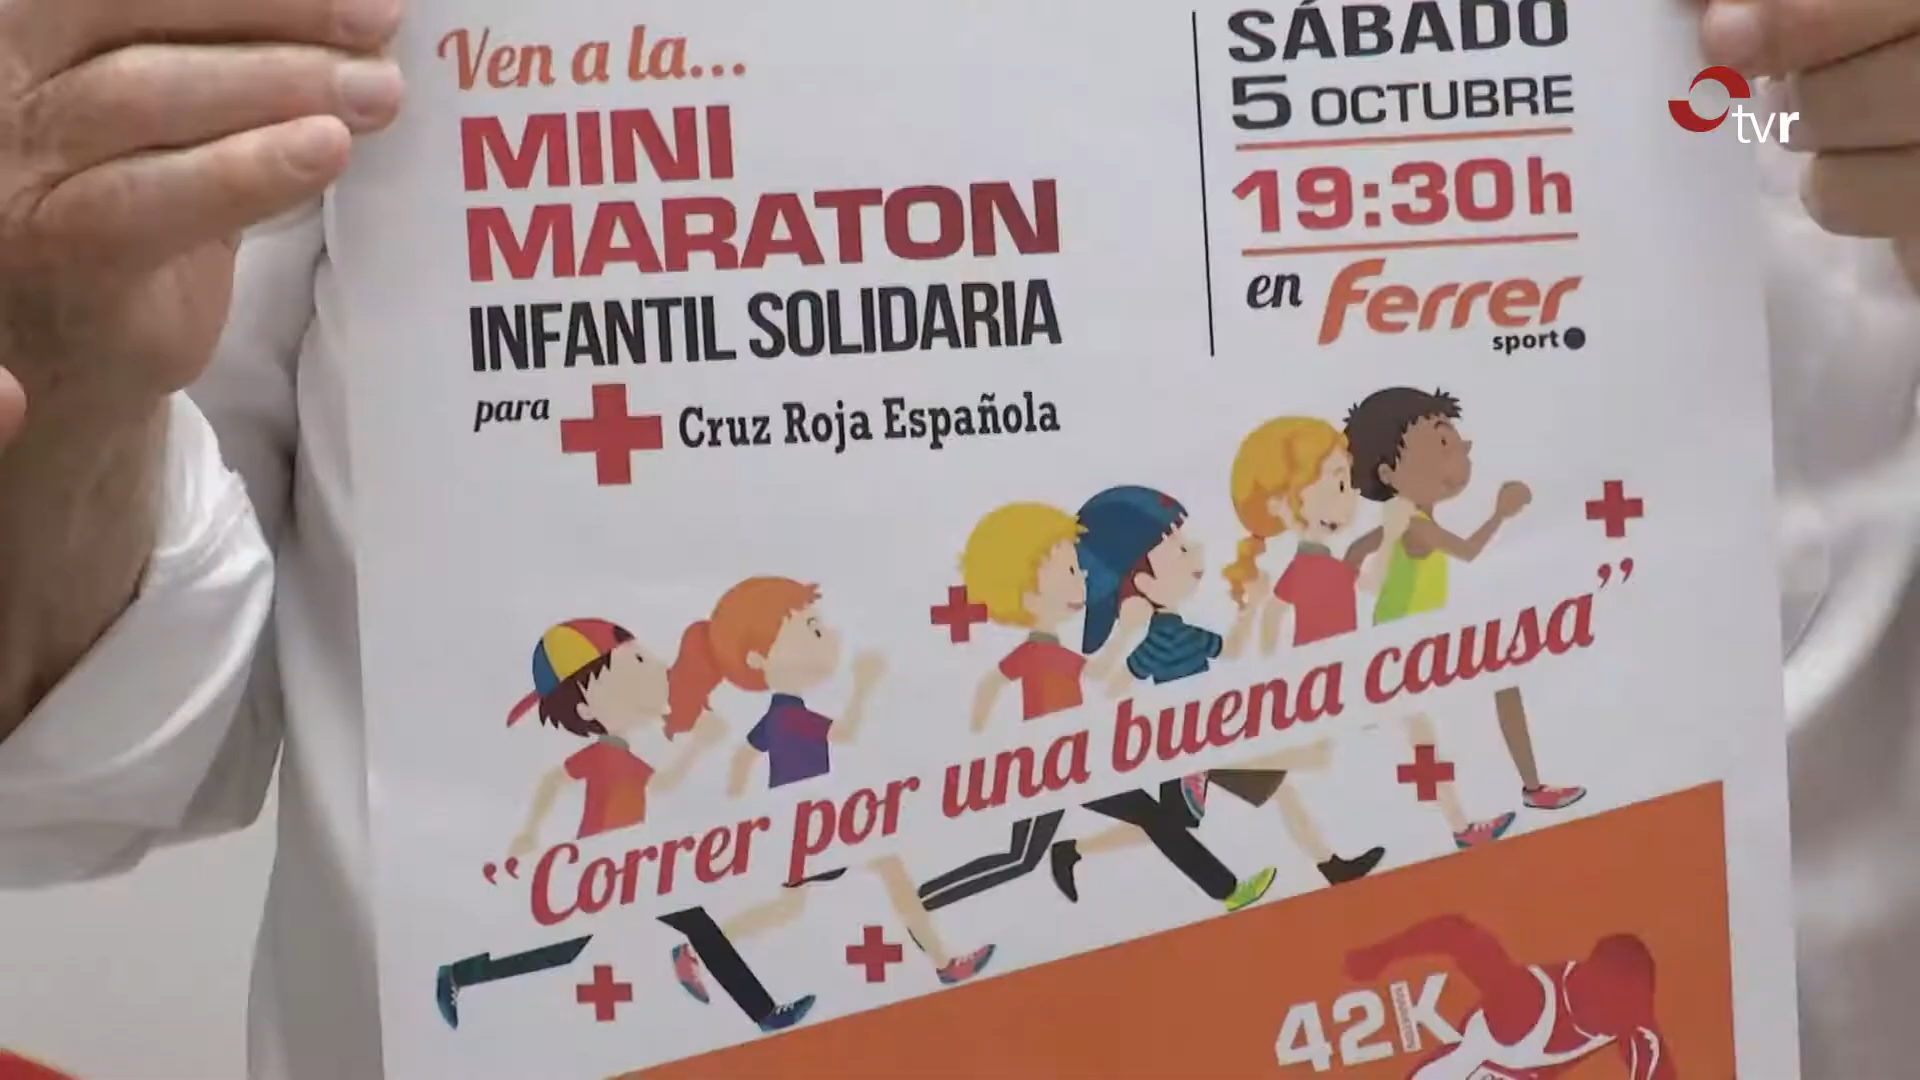 Ven a la...
MINI
MARATON
INFANTIL SOLIDARIA
para Cruz Roja Española
SÁBADO
5 OCTUBRE
19:30h
en Ferrer
sport
tvr
“Correr por una buena causa”
42K